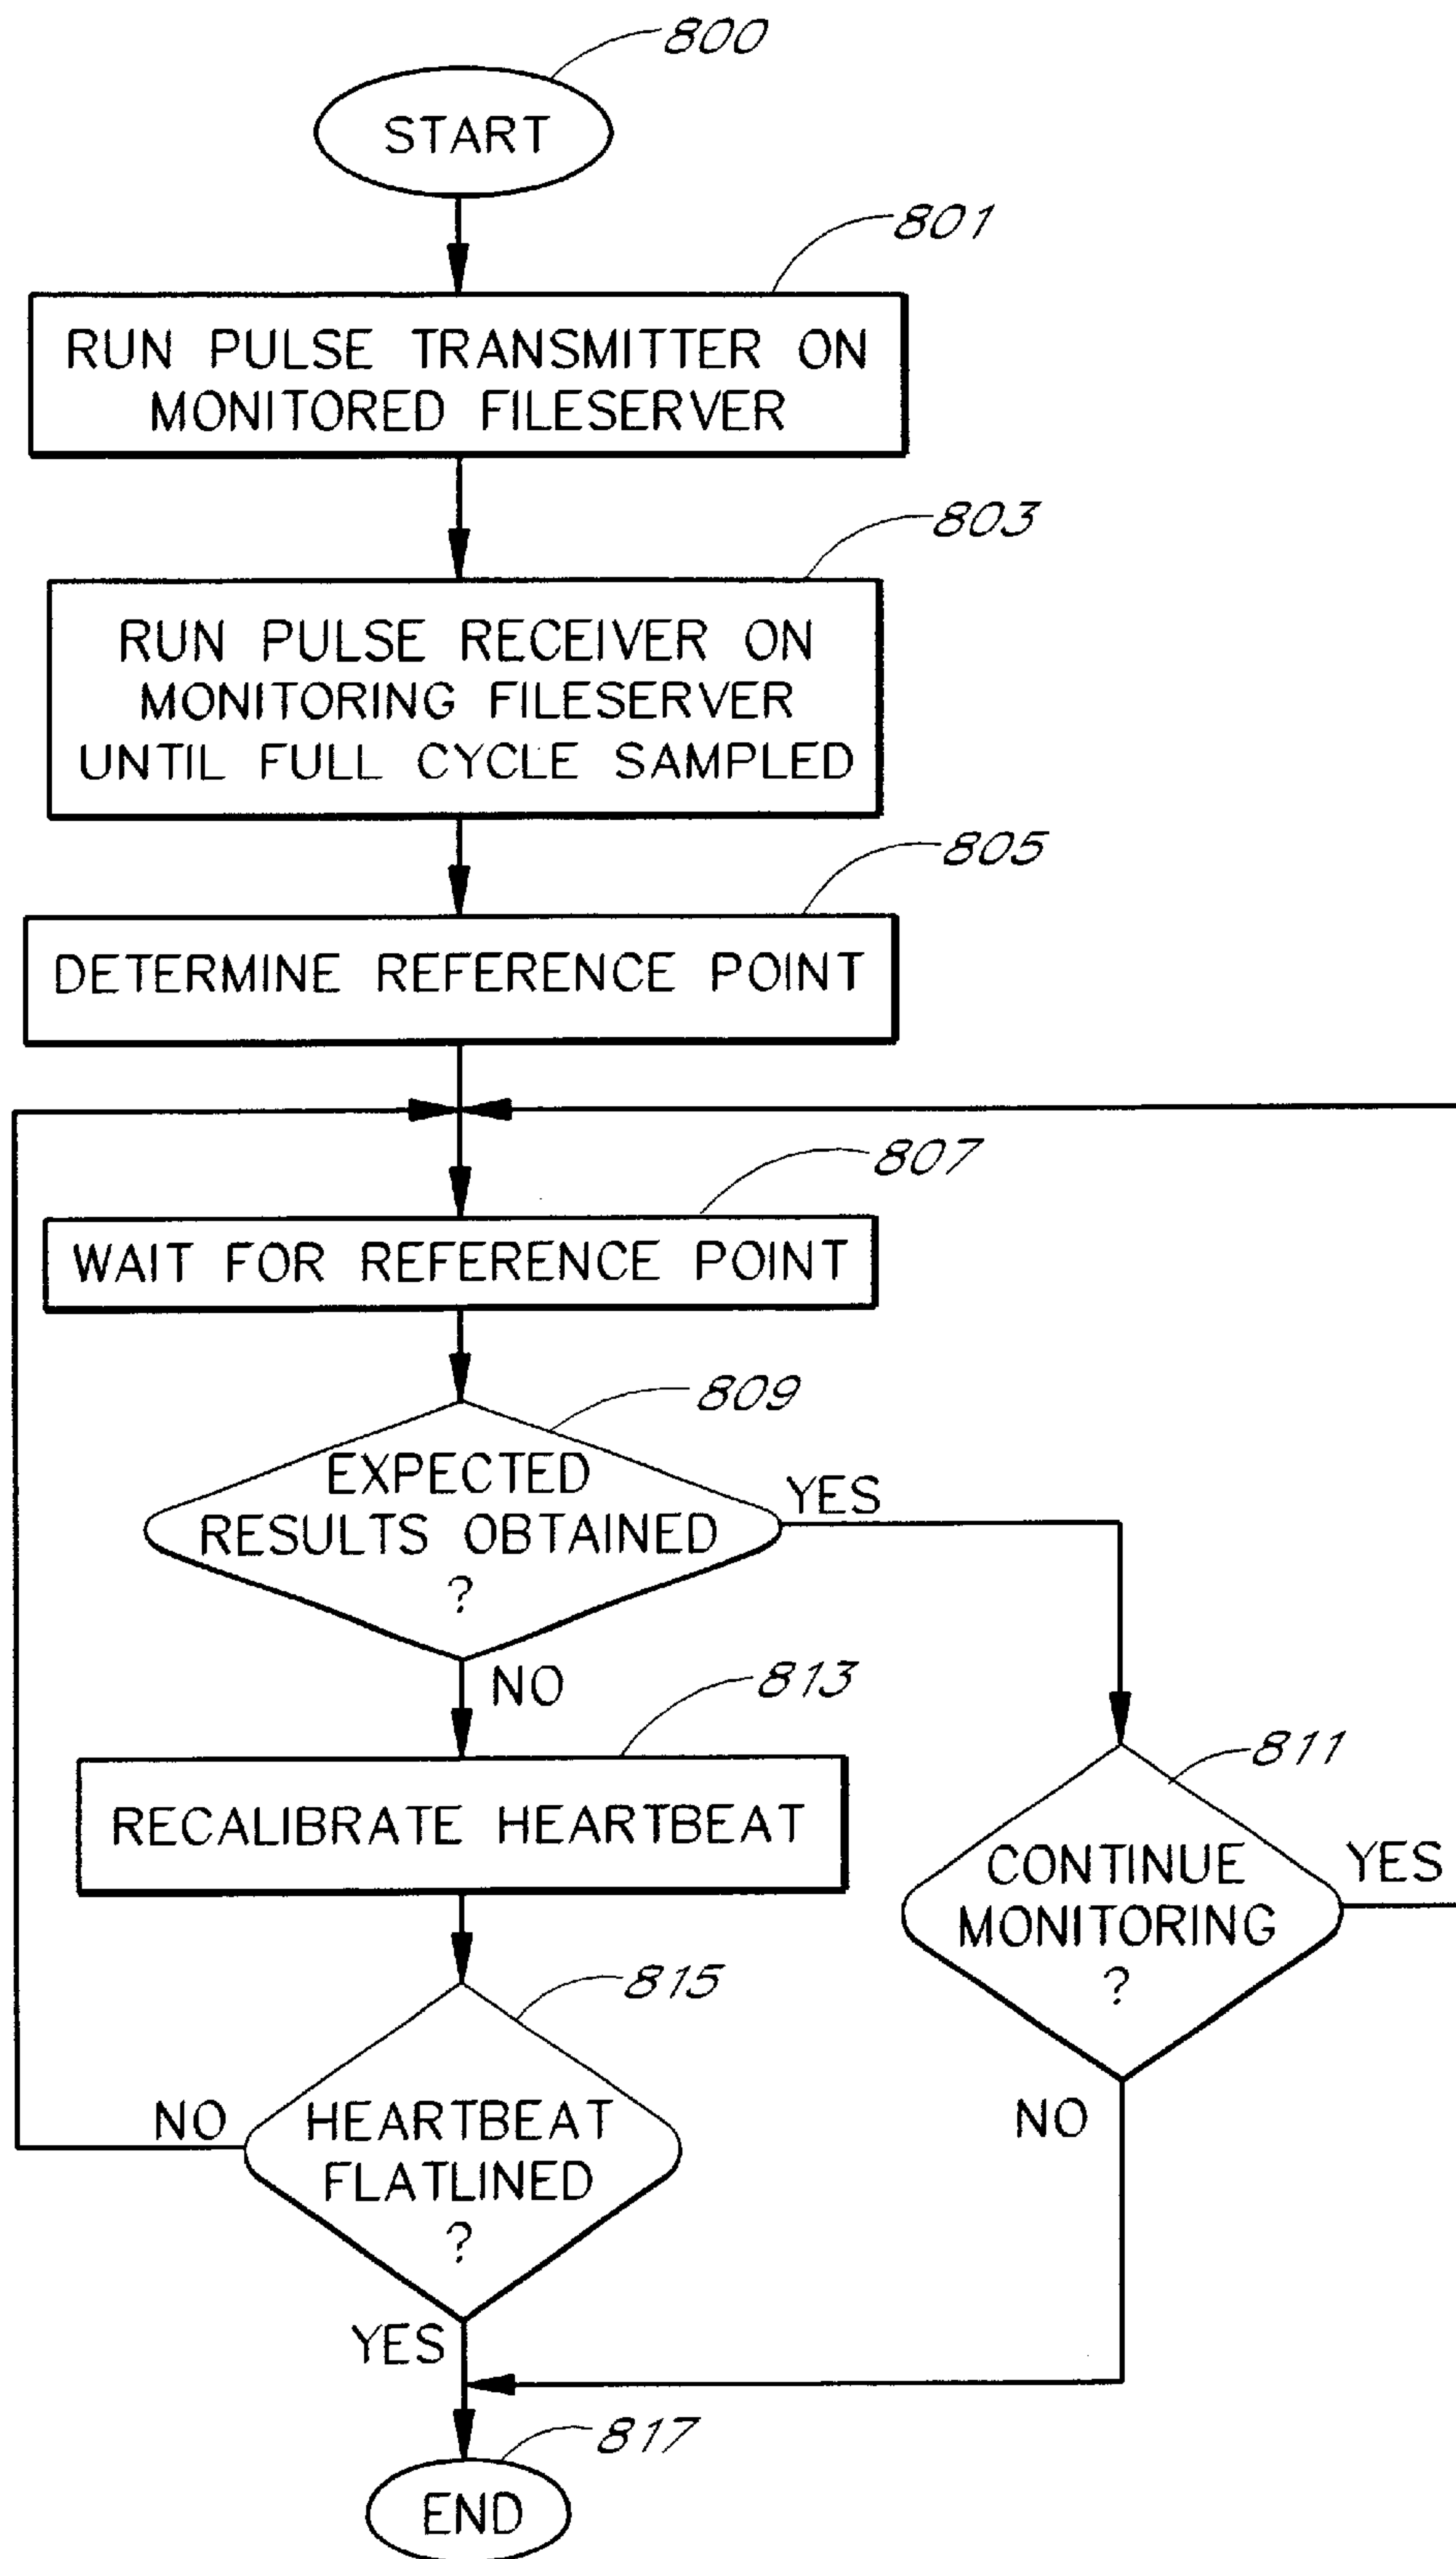 800
START
801
RUN PULSE TRANSMITTER ON
MONITORED FILESERVER
803
RUN PULSE RECEIVER ON
MONITORING FILESERVER
UNTIL FULL CYCLE SAMPLED
805
DETERMINE REFERENCE POINT
807
WAIT FOR REFERENCE POINT
809
EXPECTED
RESULTS OBTAINED
?
YES
NO
813
RECALIBRATE HEARTBEAT
811
CONTINUE
MONITORING
?
YES
NO
815
HEARTBEAT
FLATLINED
?
NO
YES
817
END